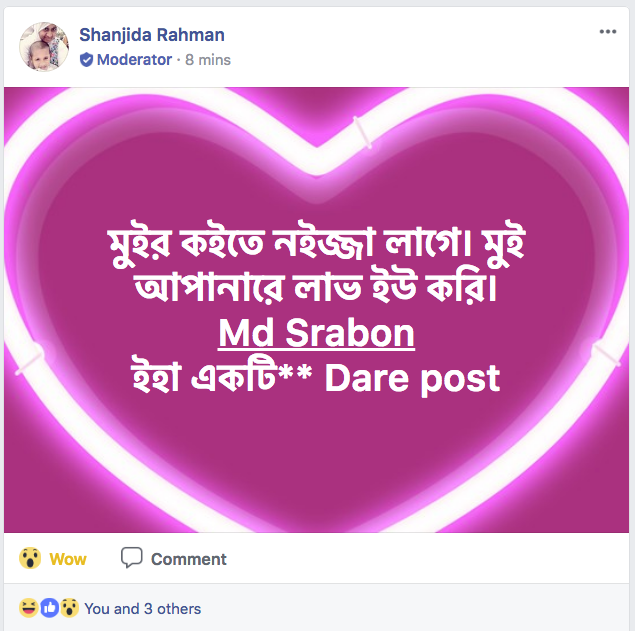 Shanjida Rahman
Moderator · 8 mins
মুইর কইতে নইজ্জা লাগে। মুই
আপানারে লাভ ইউ করি।
Md Srabon
ইহা একটি** Dare post
Wow Comment
You and 3 others